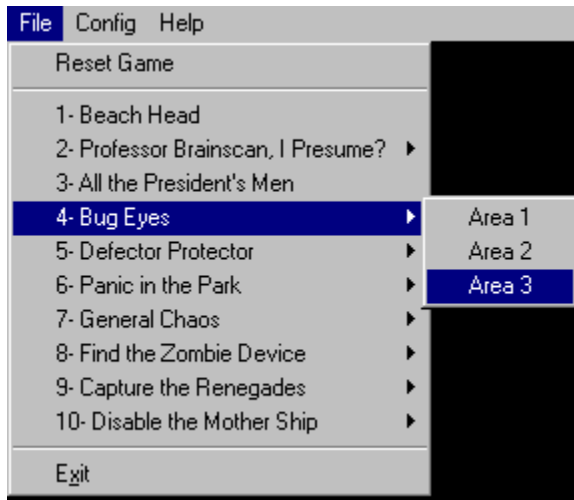 File Config Help
Reset Game
1- Beach Head
2- Professor Brainscan, I Presume?
3- All the President's Men
4- Bug Eyes
Area 1
5- Defector Protector
Area 2
6- Panic in the Park
Area 3
7- General Chaos
8- Find the Zombie Device
9- Capture the Renegades
10- Disable the Mother Ship
Exit